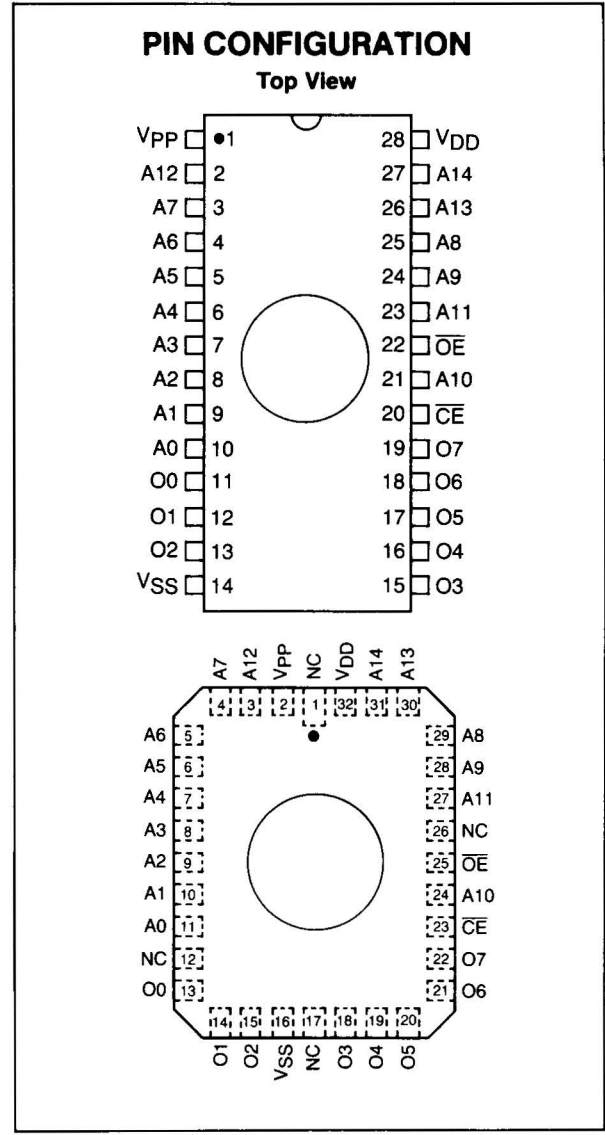 PIN CONFIGURATION
Top View
VPP 1 28 VDD
A12 2 27 A14
A7 3 26 A13
A6 4 25 A8
A5 5 24 A9
A4 6 23 A11
A3 7 22 O̅E̅
A2 8 21 A10
A1 9 20 C̅E̅
A0 10 19 O7
O0 11 18 O6
O1 12 17 O5
O2 13 16 O4
VSS 14 15 O3
A7 A12 VPP NC VDD A14 A13
4 3 2 1 32 31 30
A6 5 29 A8
A5 6 28 A9
A4 7 27 A11
A3 8 26 NC
A2 9 25 O̅E̅
A1 10 24 A10
A0 11 23 C̅E̅
NC 12 22 O7
O0 13 21 O6
14 15 16 17 18 19 20
O1 O2 VSS NC O3 O4 O5